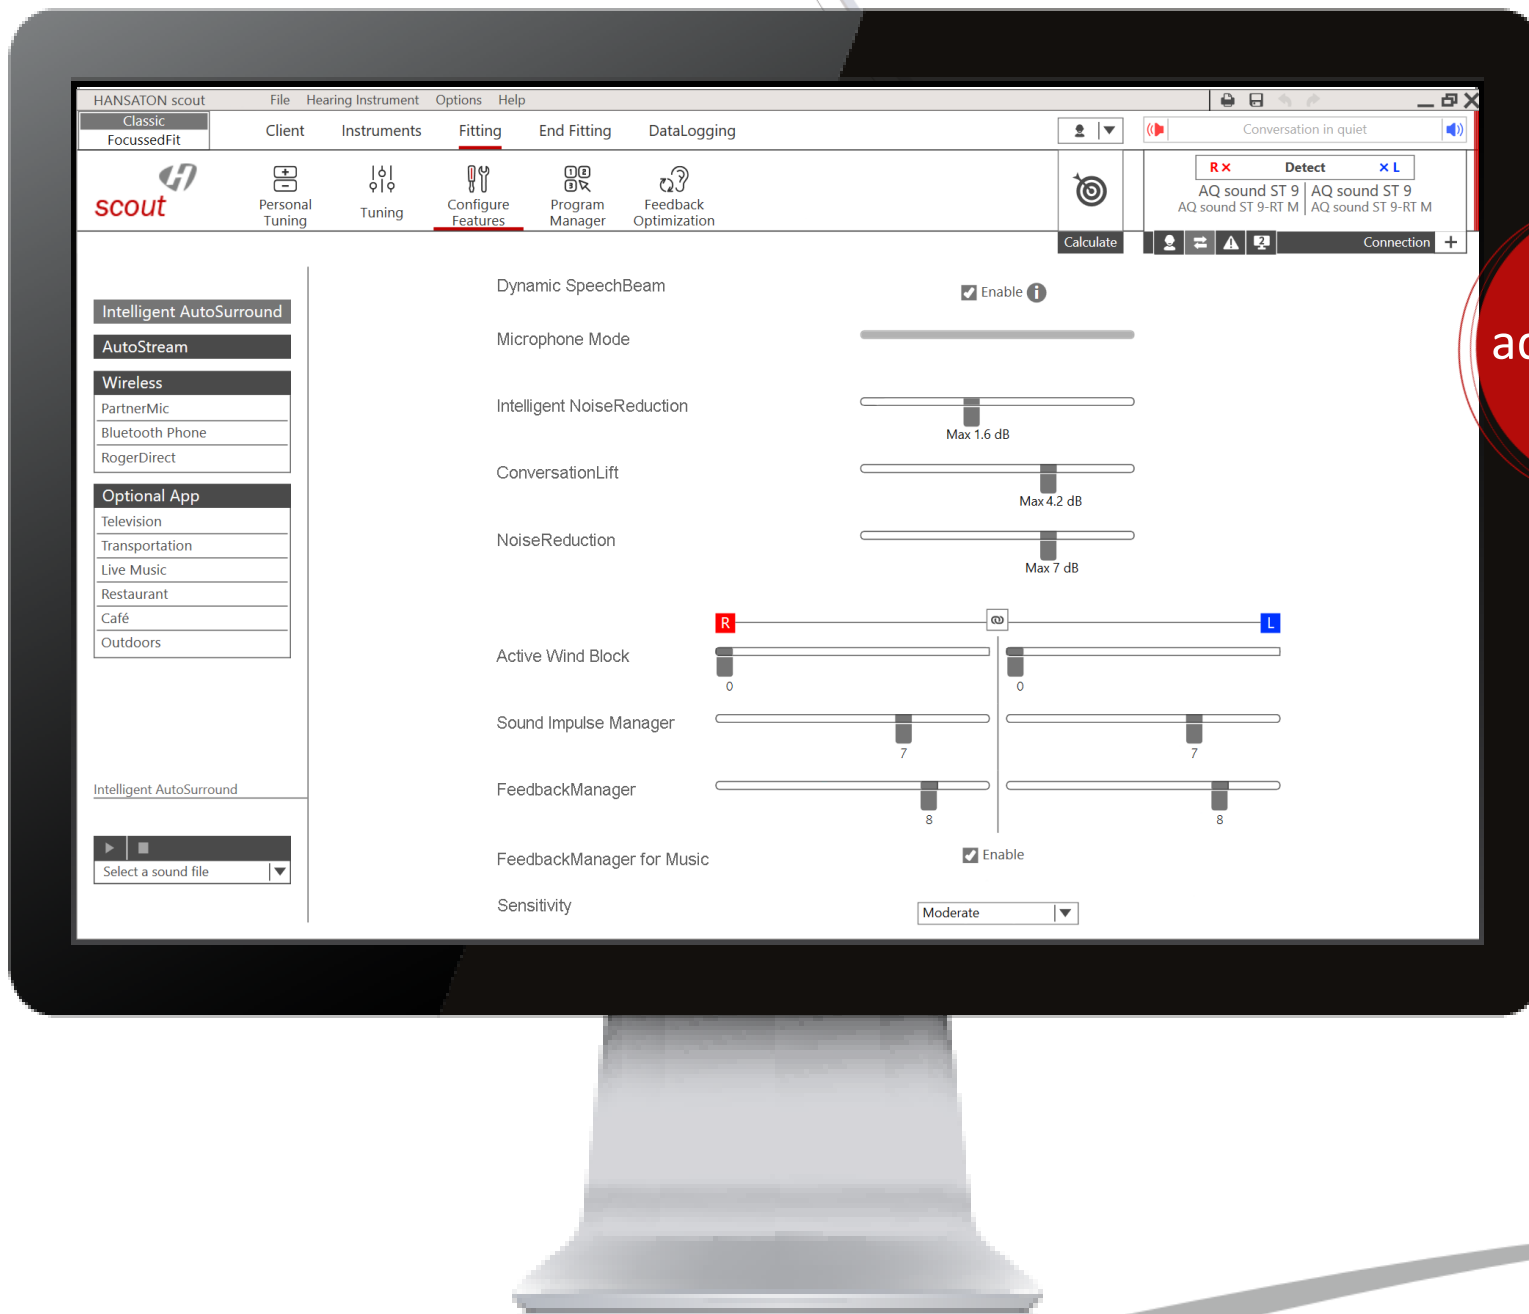 HANSATON scout File Hearing Instrument Options Help
Classic
FocussedFit
Client Instruments Fitting End Fitting DataLogging
Conversation in quiet
scout
Personal Tuning
Tuning
Configure Features
Program Manager
Feedback Optimization
Calculate
R × Detect × L
AQ sound ST 9 | AQ sound ST 9
AQ sound ST 9-RT M | AQ sound ST 9-RT M
2 Connection +
Intelligent AutoSurround
AutoStream
Wireless
PartnerMic
Bluetooth Phone
RogerDirect
Optional App
Television
Transportation
Live Music
Restaurant
Café
Outdoors
Intelligent AutoSurround
Select a sound file
Dynamic SpeechBeam Enable i
Microphone Mode
Intelligent NoiseReduction
Max 1.6 dB
ConversationLift
Max 4.2 dB
NoiseReduction
Max 7 dB
R L
Active Wind Block
0 0
Sound Impulse Manager
7 7
FeedbackManager
8 8
FeedbackManager for Music Enable
Sensitivity Moderate